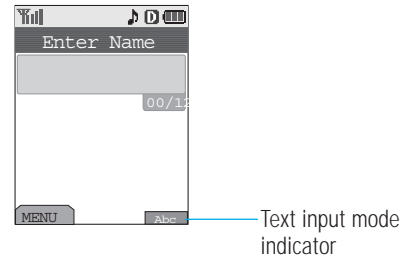 D
Enter Name
00/12
MENU
Abc
Text input mode
indicator